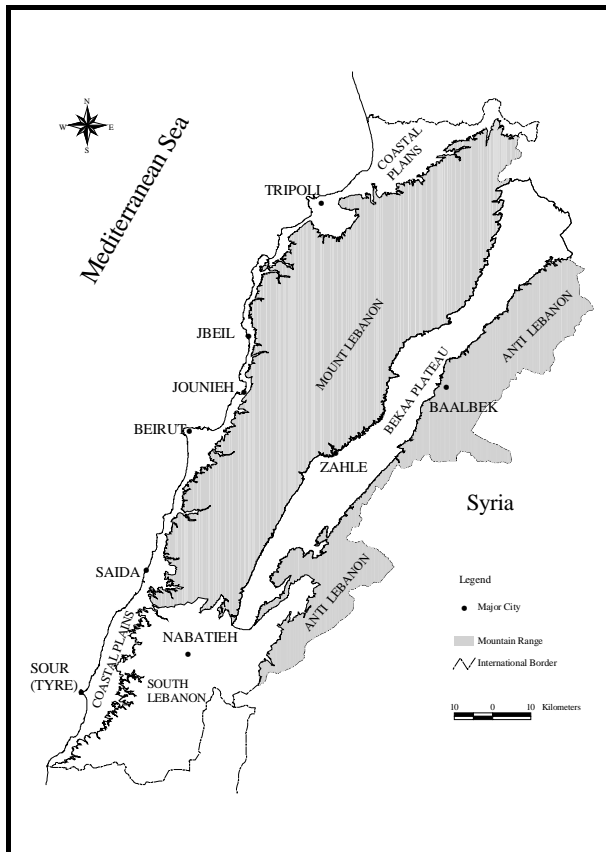 N
W
E
S
Mediterranean Sea
COASTAL
PLAINS
TRIPOLI
JBEIL
MOUNT LEBANON
ANTI LEBANON
JOUNIEH
BEKAA PLATEAU
BAALBEK
BEIRUT
ZAHLE
Syria
SAIDA
Legend
Major City
ANTI LEBANON
NABATIEH
Mountain Range
COASTAL PLAINS
International Border
SOUR
(TYRE)
SOUTH
LEBANON
10 0 10 Kilometers